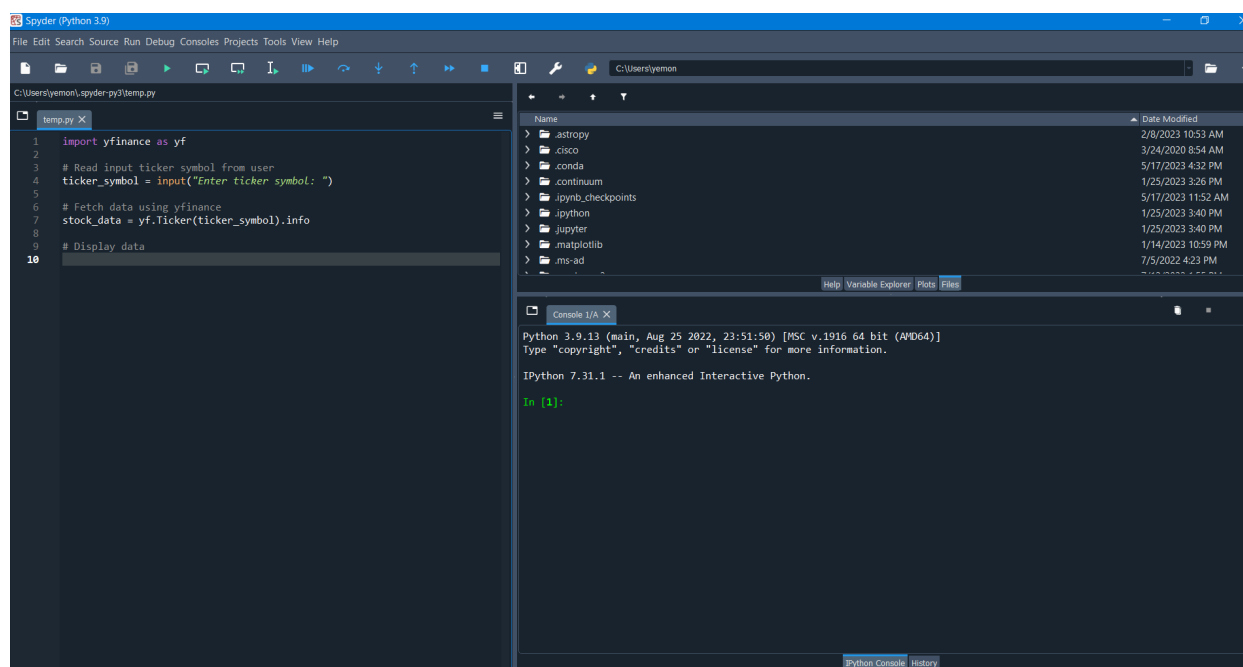 Spyder (Python 3.9)
File Edit Search Source Run Debug Consoles Projects Tools View Help
C:\Users\yemon
C:\Users\yemon\.spyder-py3\temp.py
temp.py
1 import yfinance as yf
2
3 # Read input ticker symbol from user
4 ticker_symbol = input("Enter ticker symbol: ")
5
6 # Fetch data using yfinance
7 stock_data = yf.Ticker(ticker_symbol).info
8
9 # Display data
10
Name Date Modified
.astropy 2/8/2023 10:53 AM
.cisco 3/24/2020 8:54 AM
.conda 5/17/2023 4:32 PM
.continuum 1/25/2023 3:26 PM
.ipynb_checkpoints 5/17/2023 11:52 AM
.ipython 1/25/2023 3:40 PM
.jupyter 1/25/2023 3:40 PM
.matplotlib 1/14/2023 10:59 PM
.ms-ad 7/5/2022 4:23 PM
Help Variable Explorer Plots Files
Console 1/A
Python 3.9.13 (main, Aug 25 2022, 23:51:50) [MSC v.1916 64 bit (AMD64)]
Type "copyright", "credits" or "license" for more information.
IPython 7.31.1 -- An enhanced Interactive Python.
In [1]:
IPython Console History